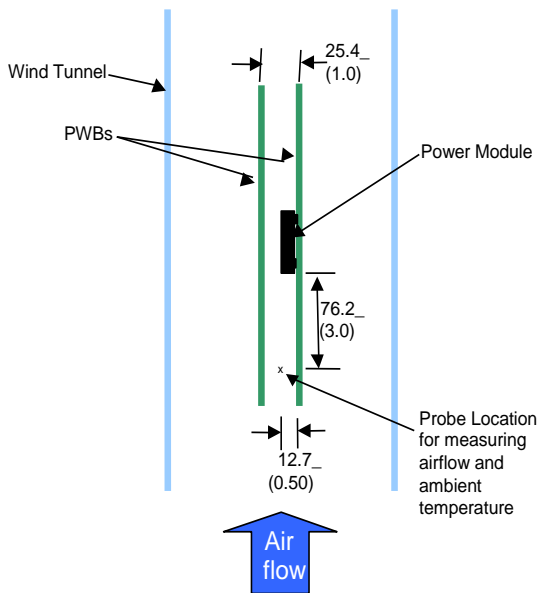 25.4_
(1.0)
Wind Tunnel
PWBs
Power Module
76.2_
(3.0)
x
Probe Location
for measuring
airflow and
ambient
temperature
12.7_
(0.50)
Air
flow